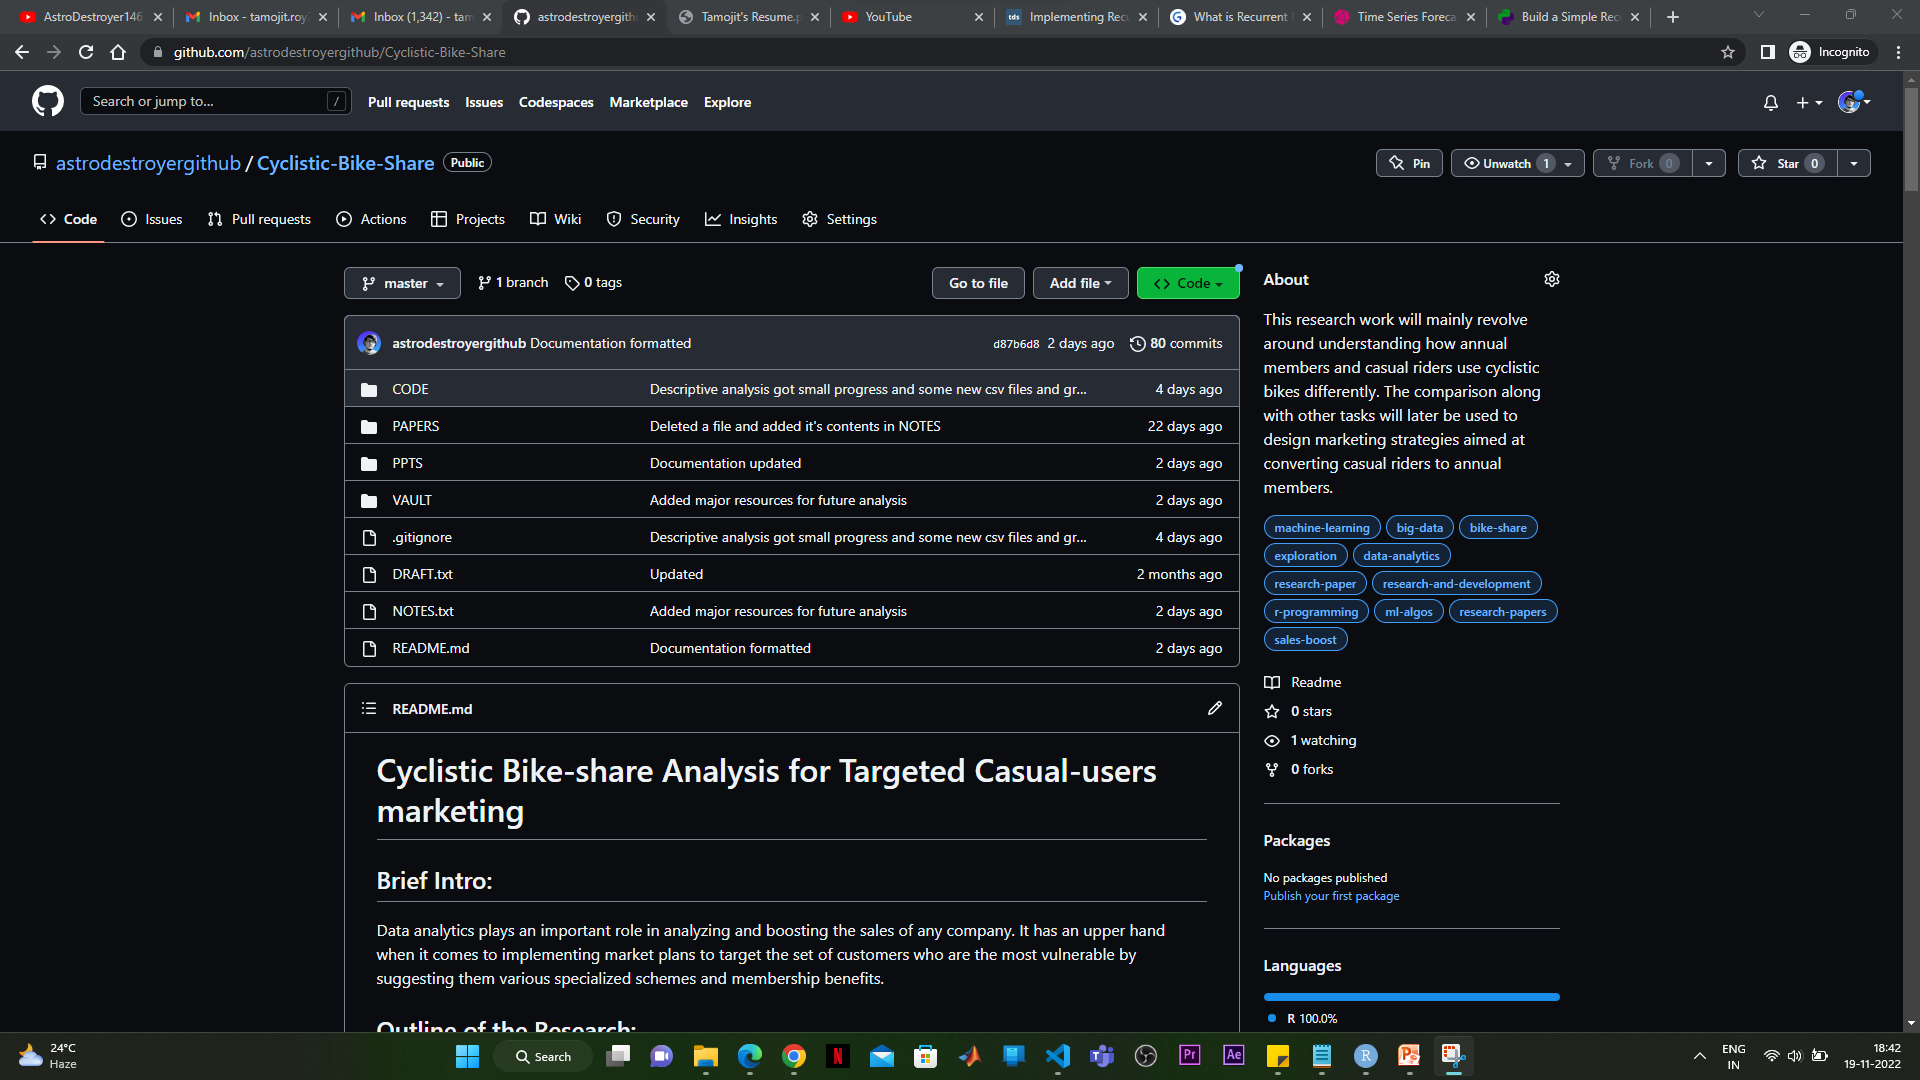 AstroDestroyer146
Inbox - tamojit.roy
Inbox (1,342) - tam
astrodestroyergith
Tamojit's Resume.p
YouTube
Implementing Recu
What is Recurrent
Time Series Foreca
Build a Simple Rec
github.com/astrodestroyergithub/Cyclistic-Bike-Share
Incognito
Search or jump to... /
Pull requests
Issues
Codespaces
Marketplace
Explore
astrodestroyergithub / Cyclistic-Bike-Share Public
Pin
Unwatch 1
Fork 0
Star 0
Code
Issues
Pull requests
Actions
Projects
Wiki
Security
Insights
Settings
master
1 branch
0 tags
Go to file
Add file
Code
astrodestroyergithub Documentation formatted d87b6d8 2 days ago 80 commits
CODE Descriptive analysis got small progress and some new csv files and gr... 4 days ago
PAPERS Deleted a file and added it's contents in NOTES 22 days ago
PPTS Documentation updated 2 days ago
VAULT Added major resources for future analysis 2 days ago
.gitignore Descriptive analysis got small progress and some new csv files and gr... 4 days ago
DRAFT.txt Updated 2 months ago
NOTES.txt Added major resources for future analysis 2 days ago
README.md Documentation formatted 2 days ago
README.md
Cyclistic Bike-share Analysis for Targeted Casual-users
marketing
Brief Intro:
Data analytics plays an important role in analyzing and boosting the sales of any company. It has an upper hand
when it comes to implementing market plans to target the set of customers who are the most vulnerable by
suggesting them various specialized schemes and membership benefits.
Outline of the Research:
About
This research work will mainly revolve
around understanding how annual
members and casual riders use cyclistic
bikes differently. The comparison along
with other tasks will later be used to
design marketing strategies aimed at
converting casual riders to annual
members.
machine-learning big-data bike-share
exploration data-analytics
research-paper research-and-development
r-programming ml-algos research-papers
sales-boost
Readme
0 stars
1 watching
0 forks
Packages
No packages published
Publish your first package
Languages
R 100.0%
24°C
Haze
Search
ENG
IN
18:42
19-11-2022